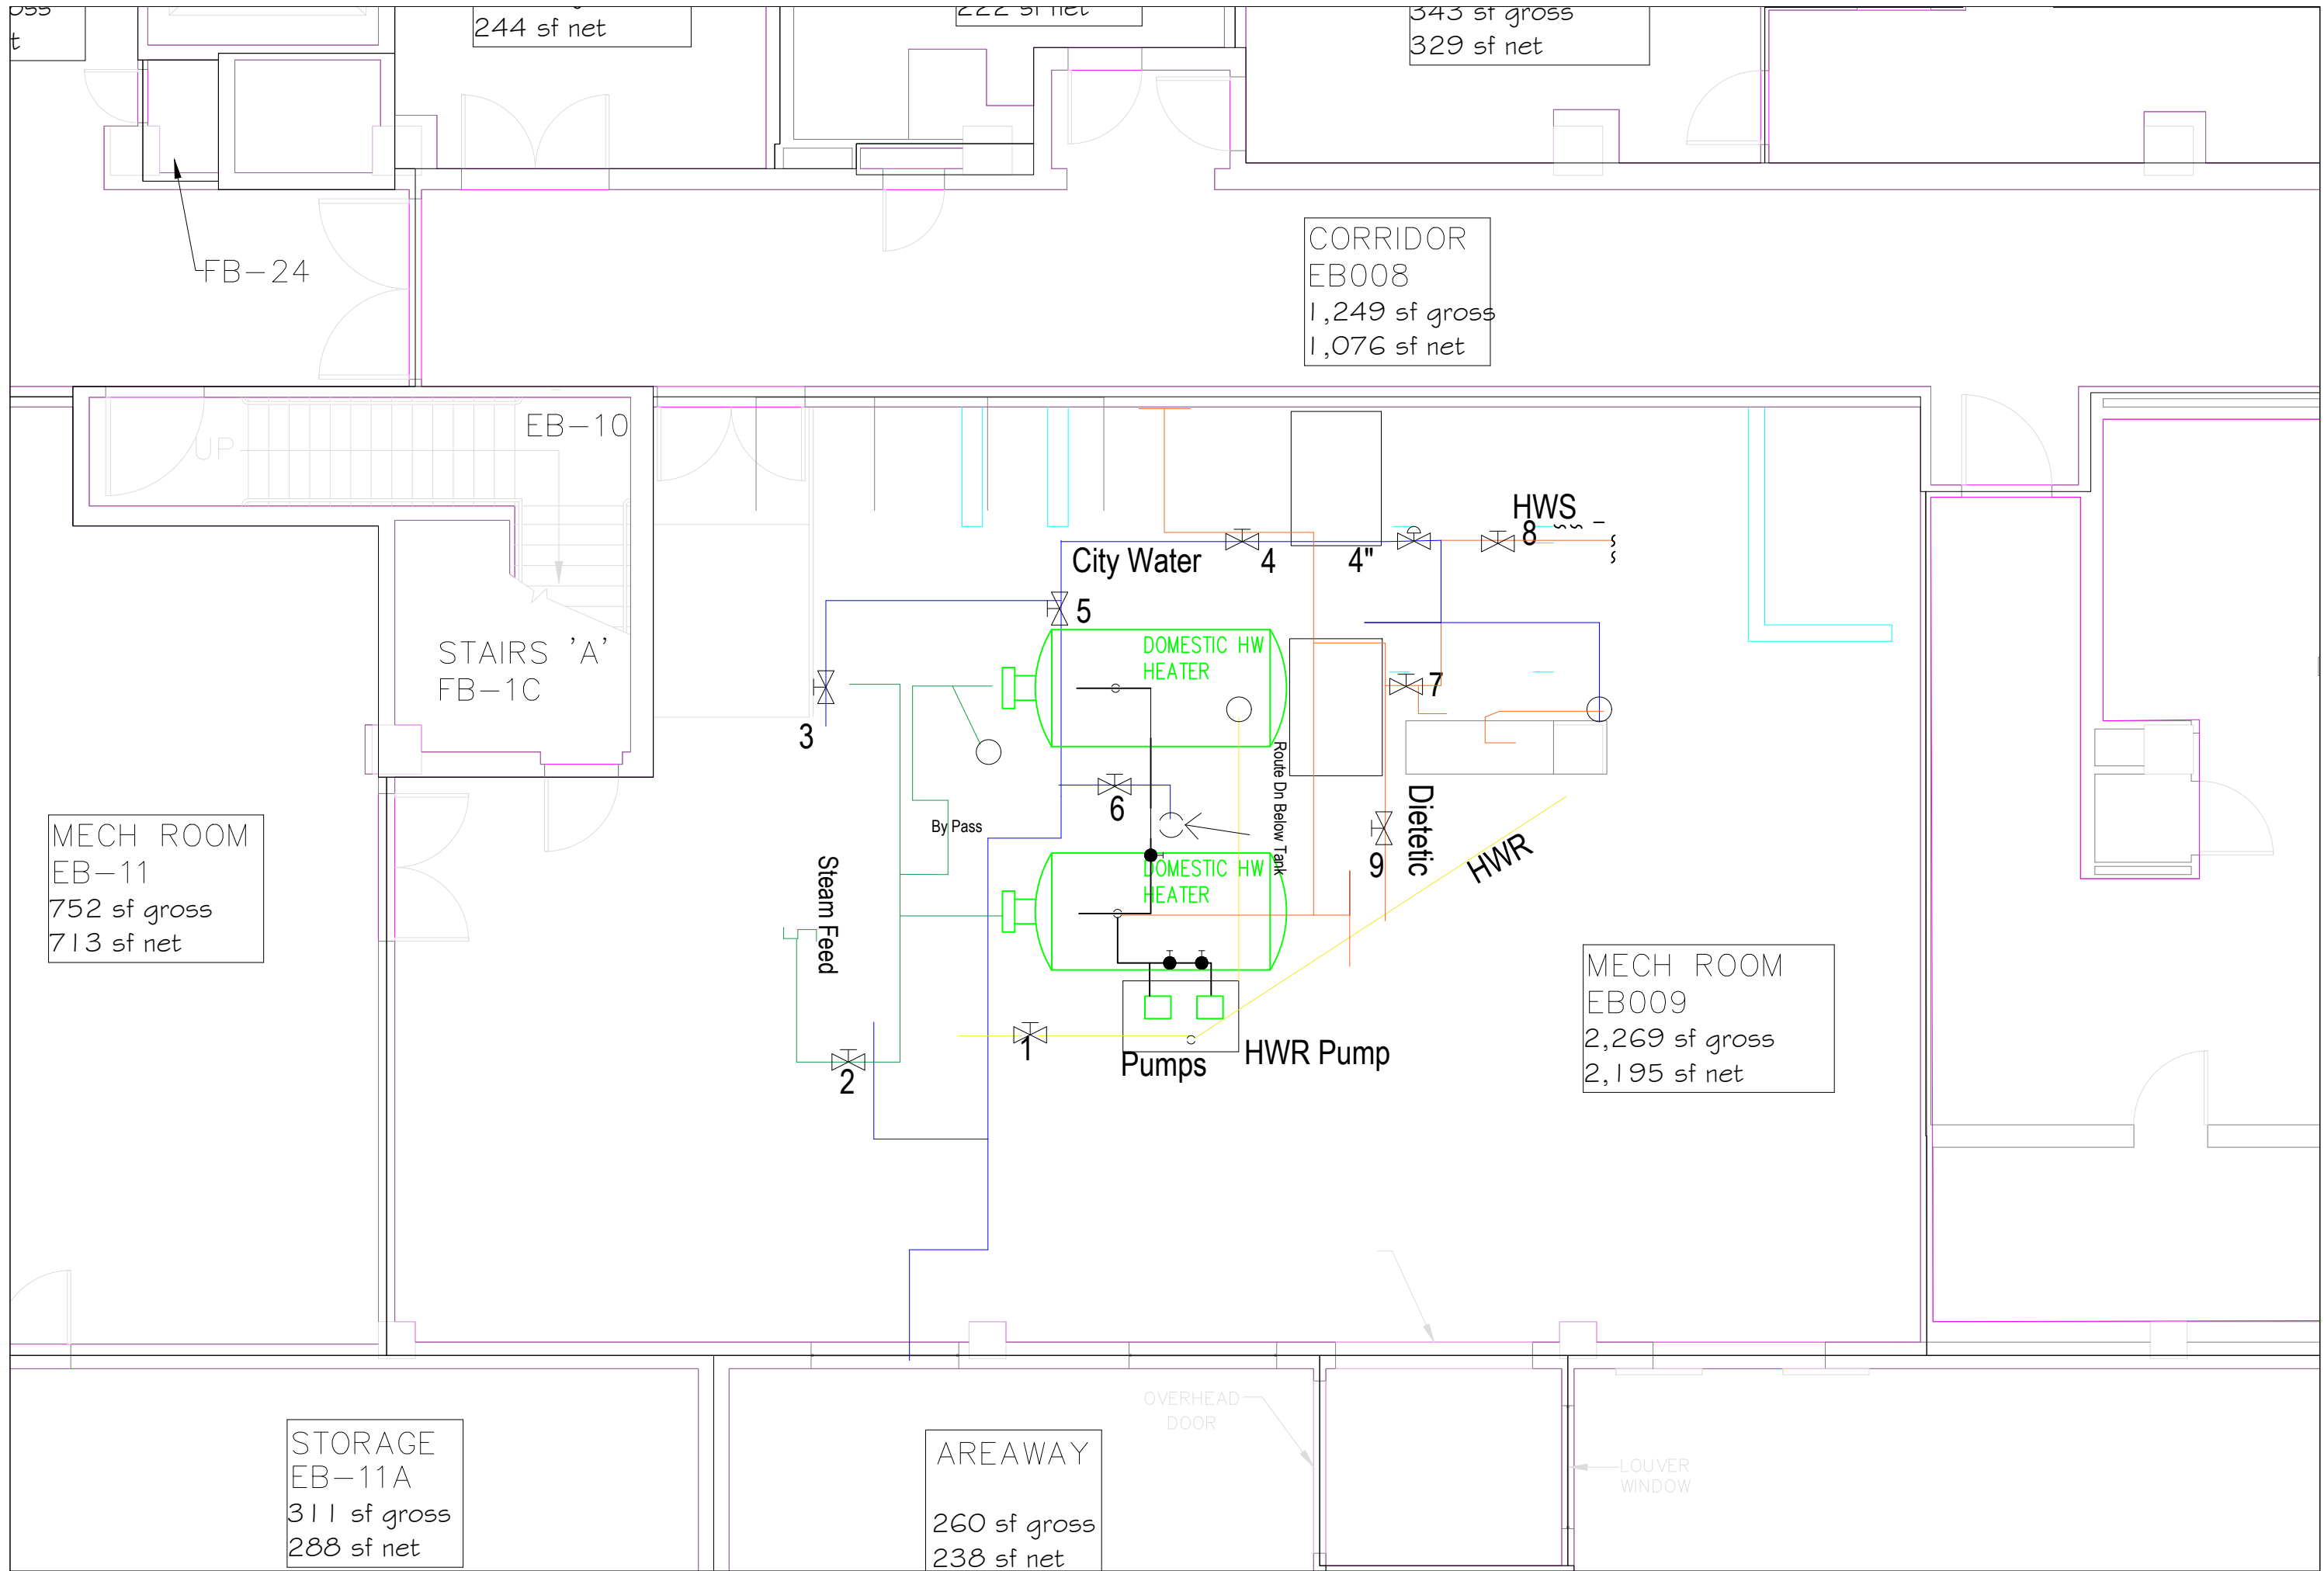 244 sf net
222 sf net
343 sf gross
329 sf net
FB-24
CORRIDOR
EB008
1,249 sf gross
1,076 sf net
EB-10
UP
STAIRS 'A'
FB-1C
HWS
8
City Water
4
4"
5
DOMESTIC HW
HEATER
7
3
Route Dn Below Tank
6
By Pass
Dietetic
9
HWR
DOMESTIC HW
HEATER
Steam Feed
MECH ROOM
EB-11
752 sf gross
713 sf net
MECH ROOM
EB009
2,269 sf gross
2,195 sf net
1
2
Pumps
HWR Pump
OVERHEAD
DOOR
LOUVER
WINDOW
STORAGE
EB-11A
311 sf gross
288 sf net
AREAWAY
260 sf gross
238 sf net